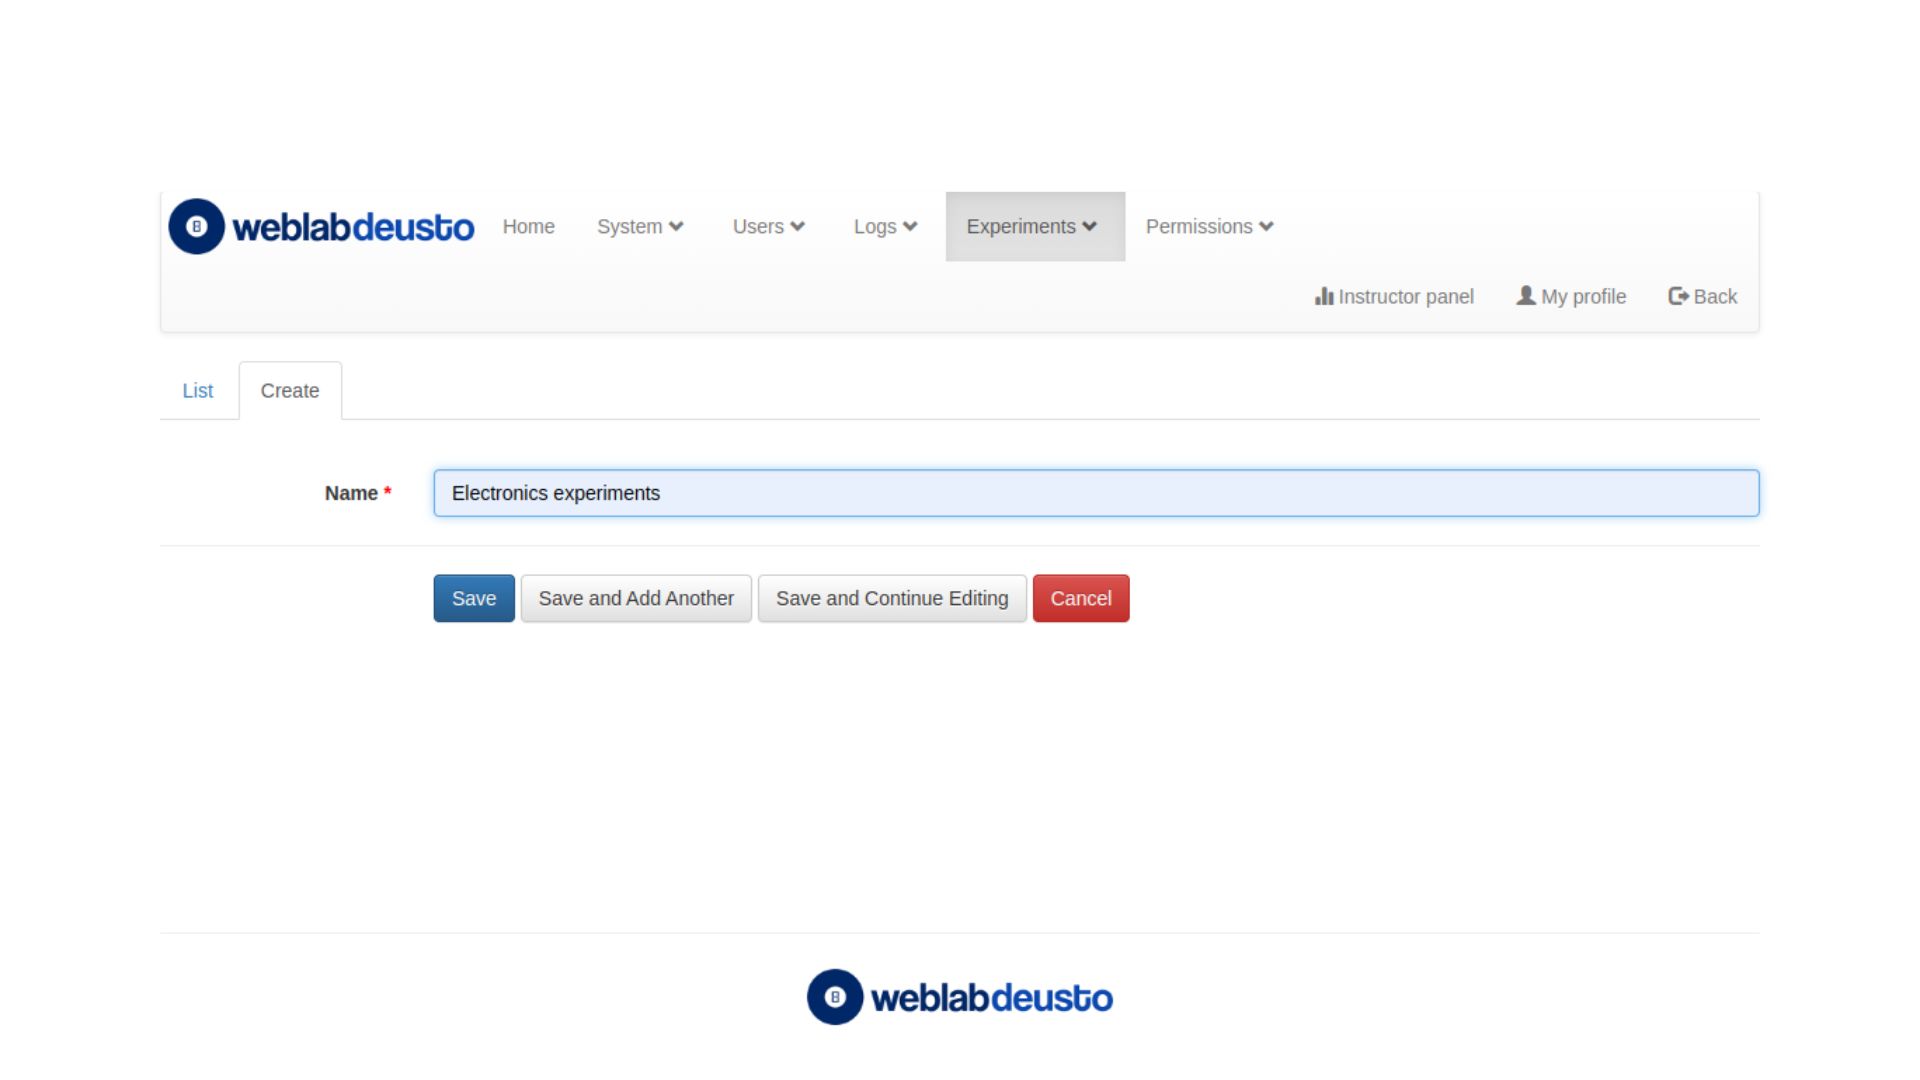 weblabdeusto Home System Users Logs Experiments Permissions
Instructor panel My profile Back
List Create
Name * Electronics experiments
Save Save and Add Another Save and Continue Editing Cancel
weblabdeusto